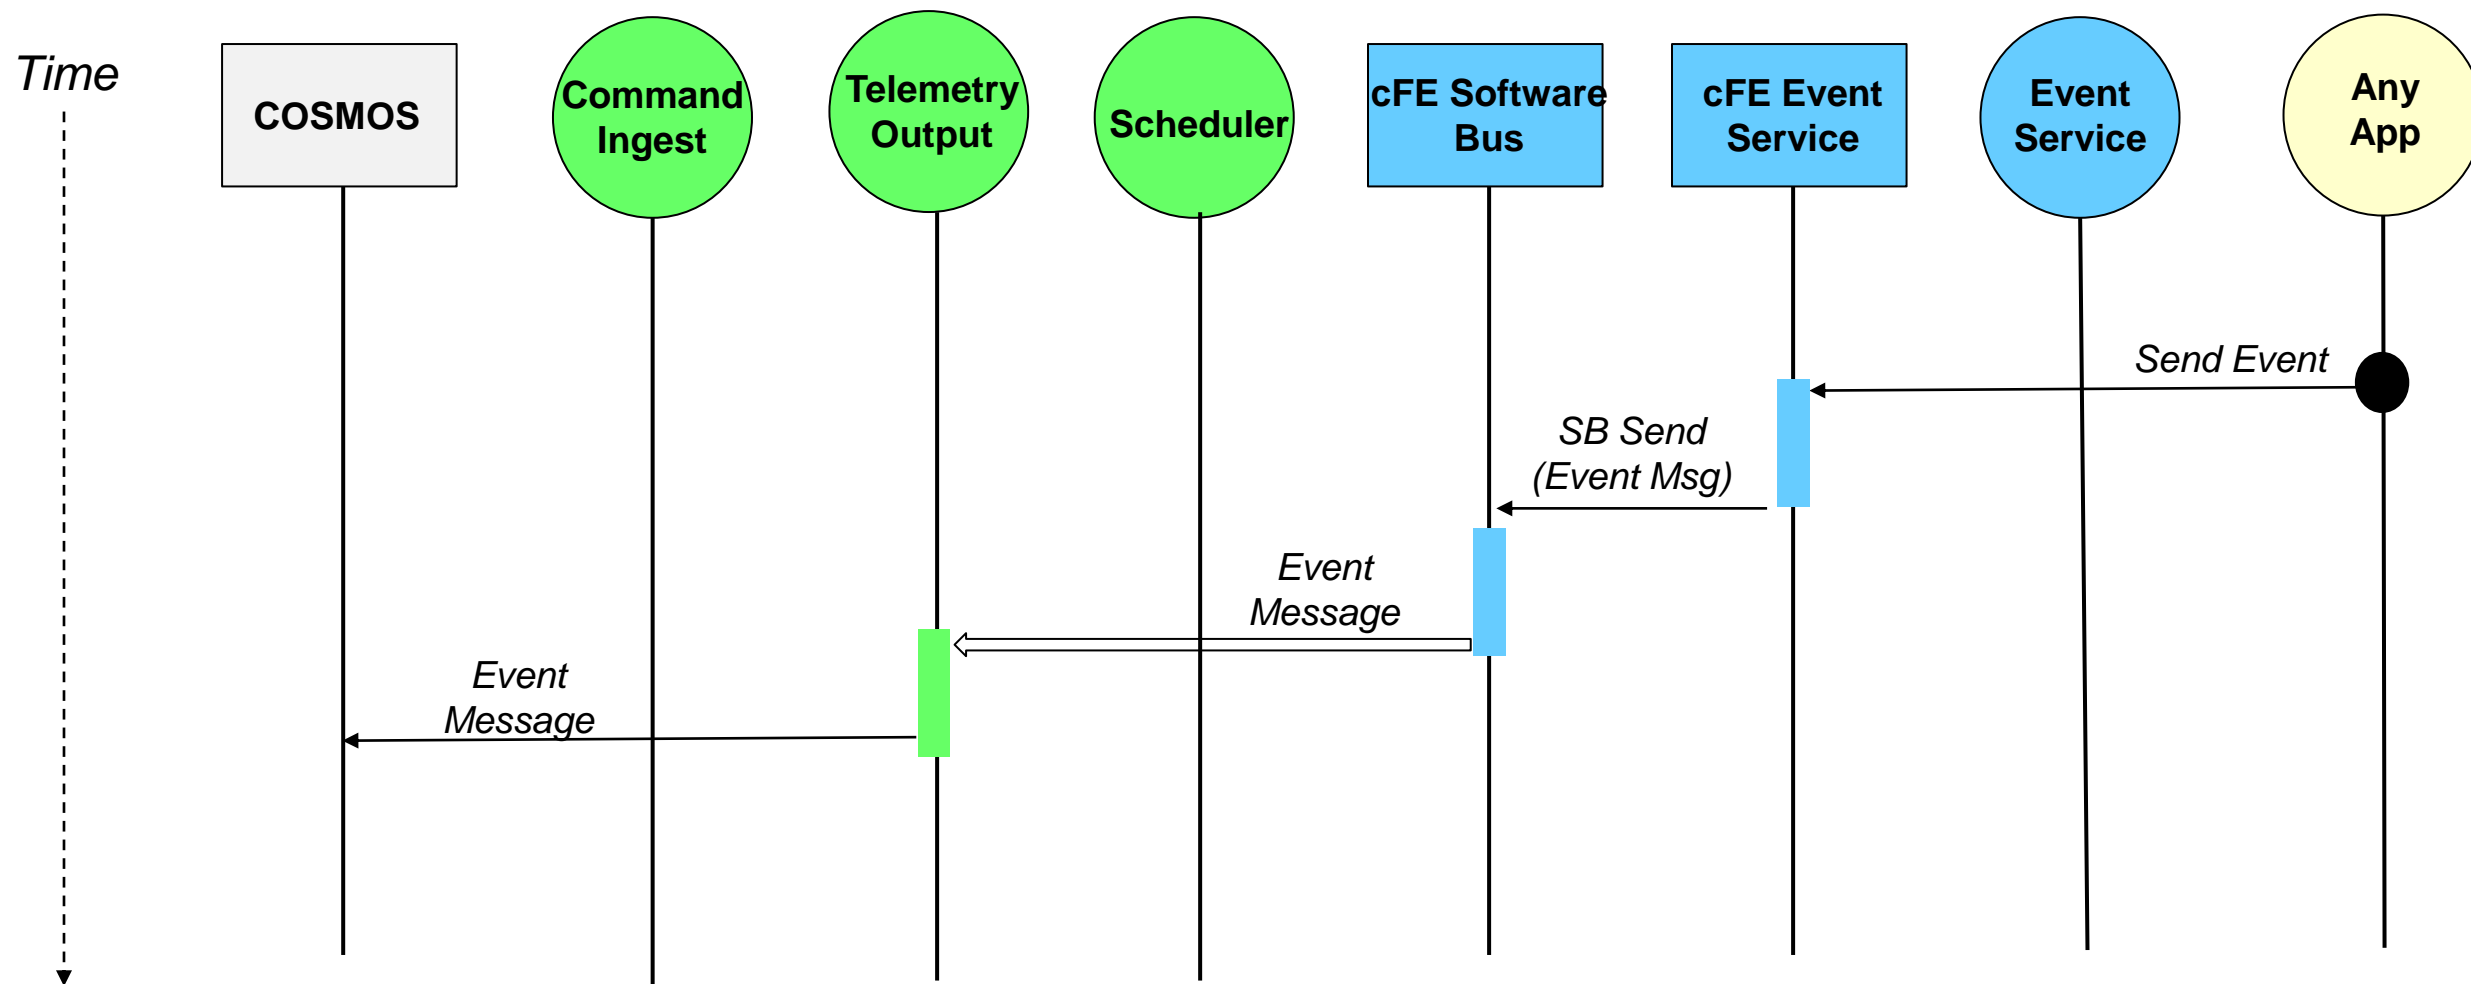 Time
COSMOS
Command
Ingest
Telemetry
Output
Scheduler
cFE Software
Bus
cFE Event
Service
Event
Service
Any
App
Send Event
SB Send
(Event Msg)
Event
Message
Event
Message